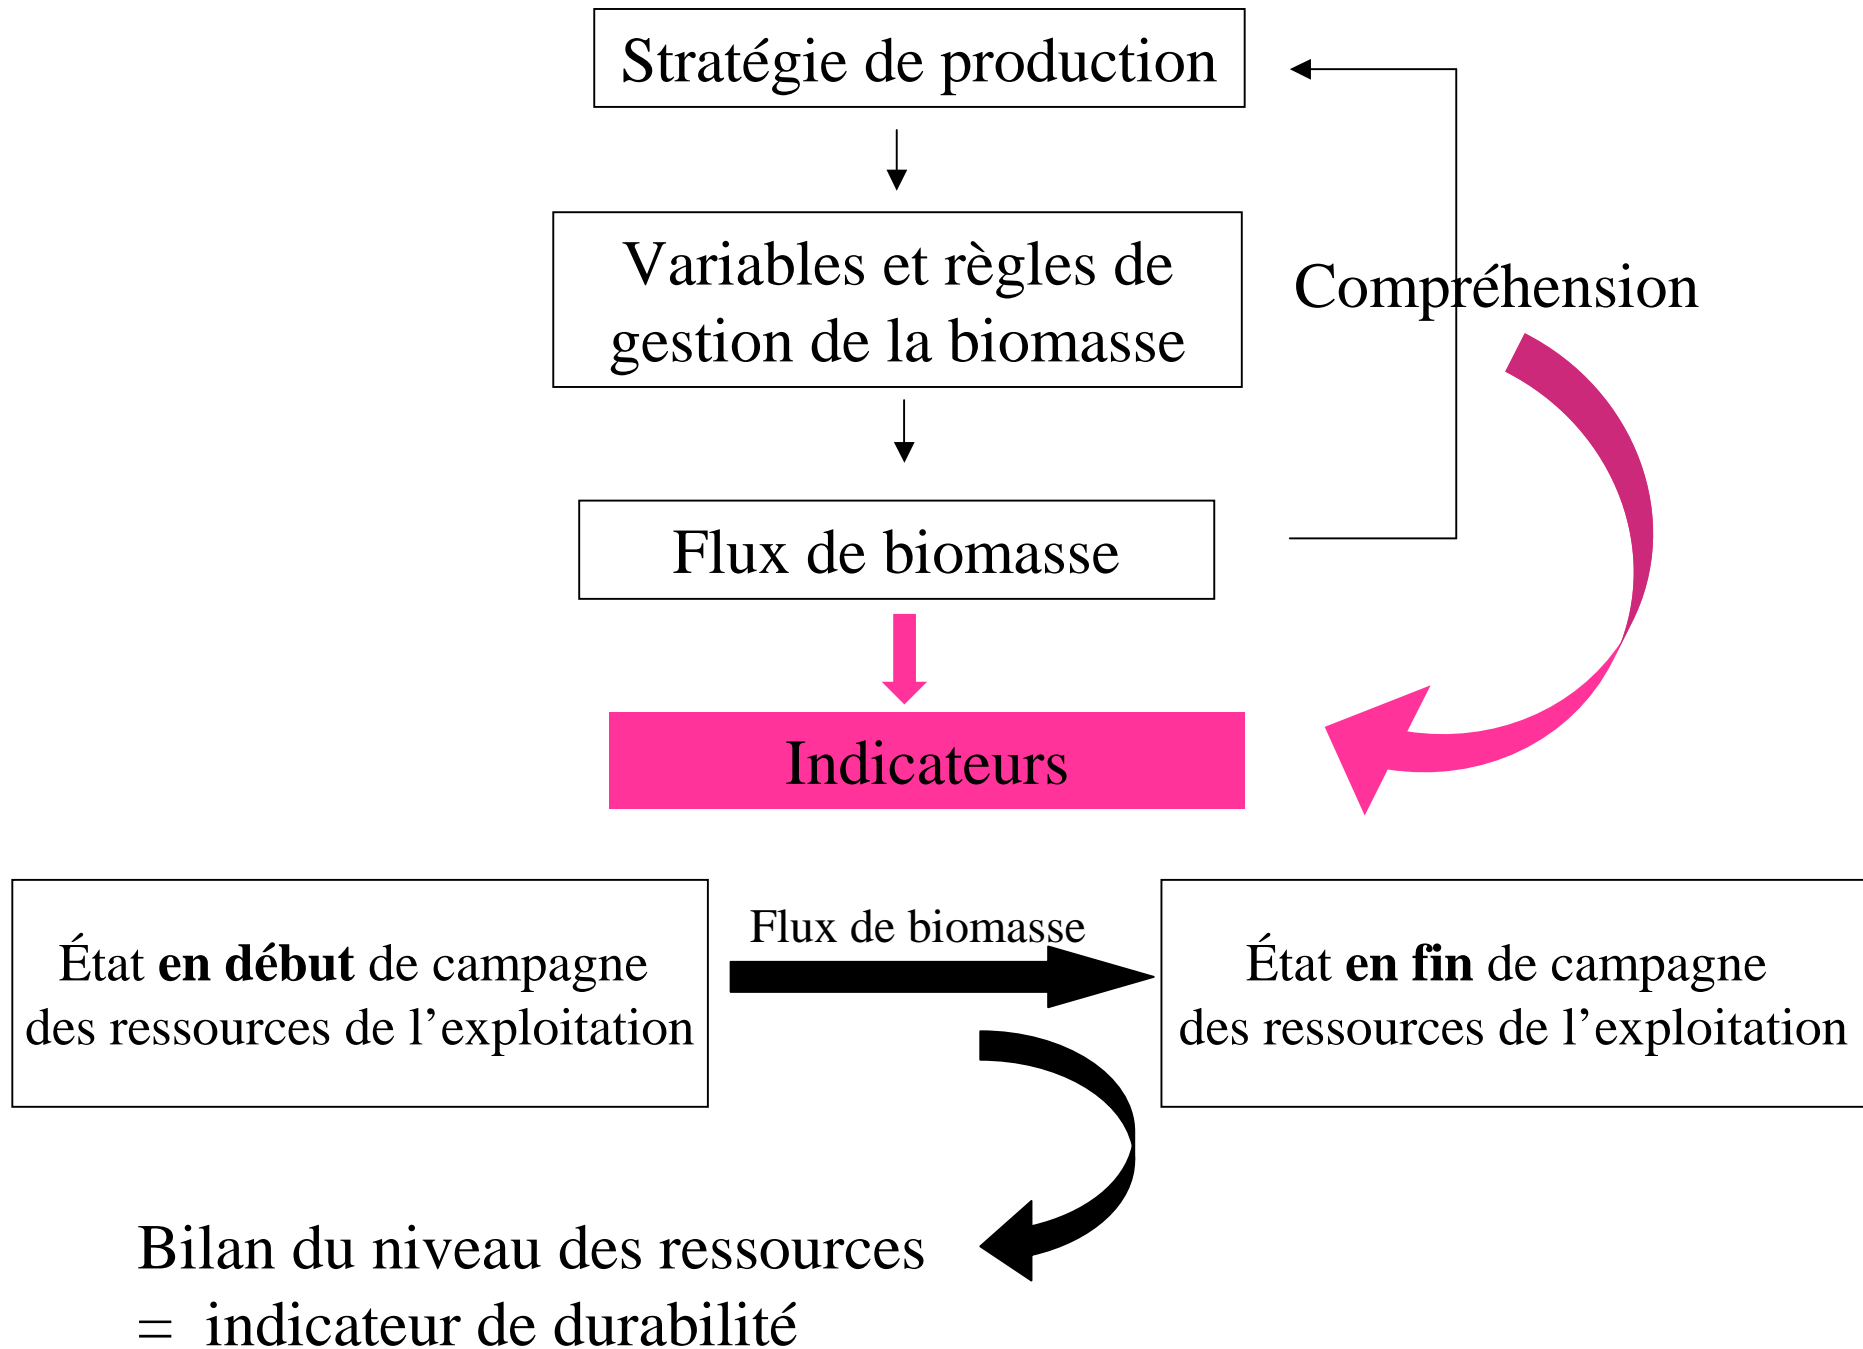 Stratégie de production
Variables et règles de
gestion de la biomasse
Compréhension
Flux de biomasse
Indicateurs
État en début de campagne
des ressources de l’exploitation
Flux de biomasse
État en fin de campagne
des ressources de l’exploitation
Bilan du niveau des ressources
= indicateur de durabilité